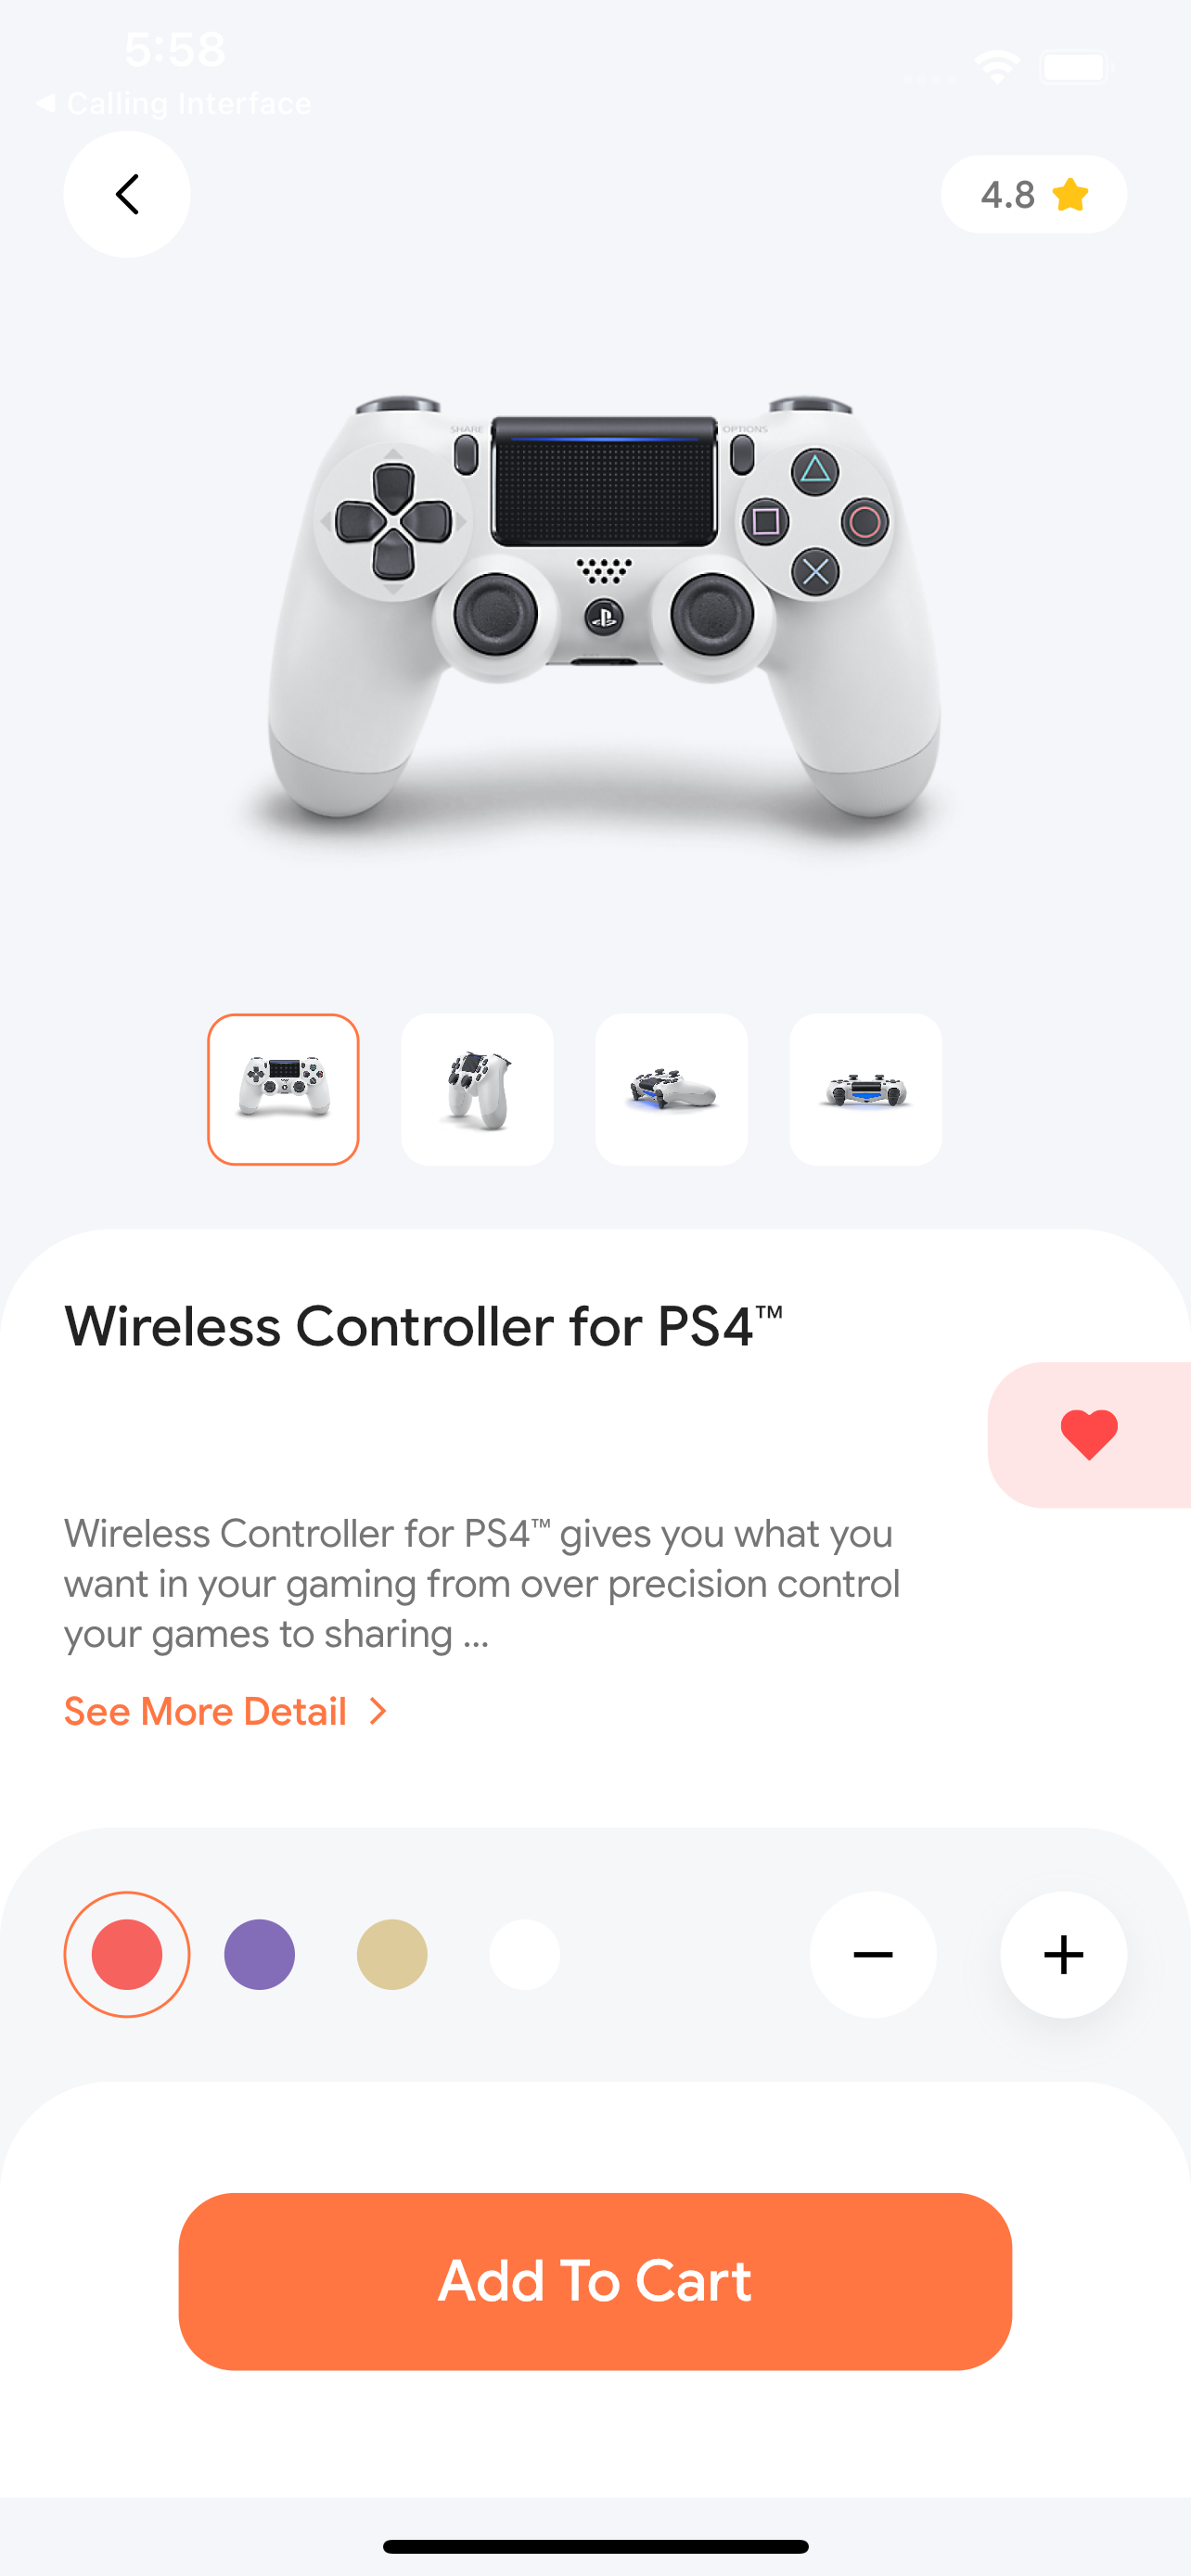 5:58
◀ Calling Interface
4.8
SHARE
OPTIONS
Wireless Controller for PS4™
Wireless Controller for PS4™ gives you what you
want in your gaming from over precision control
your games to sharing ...
See More Detail
Add To Cart